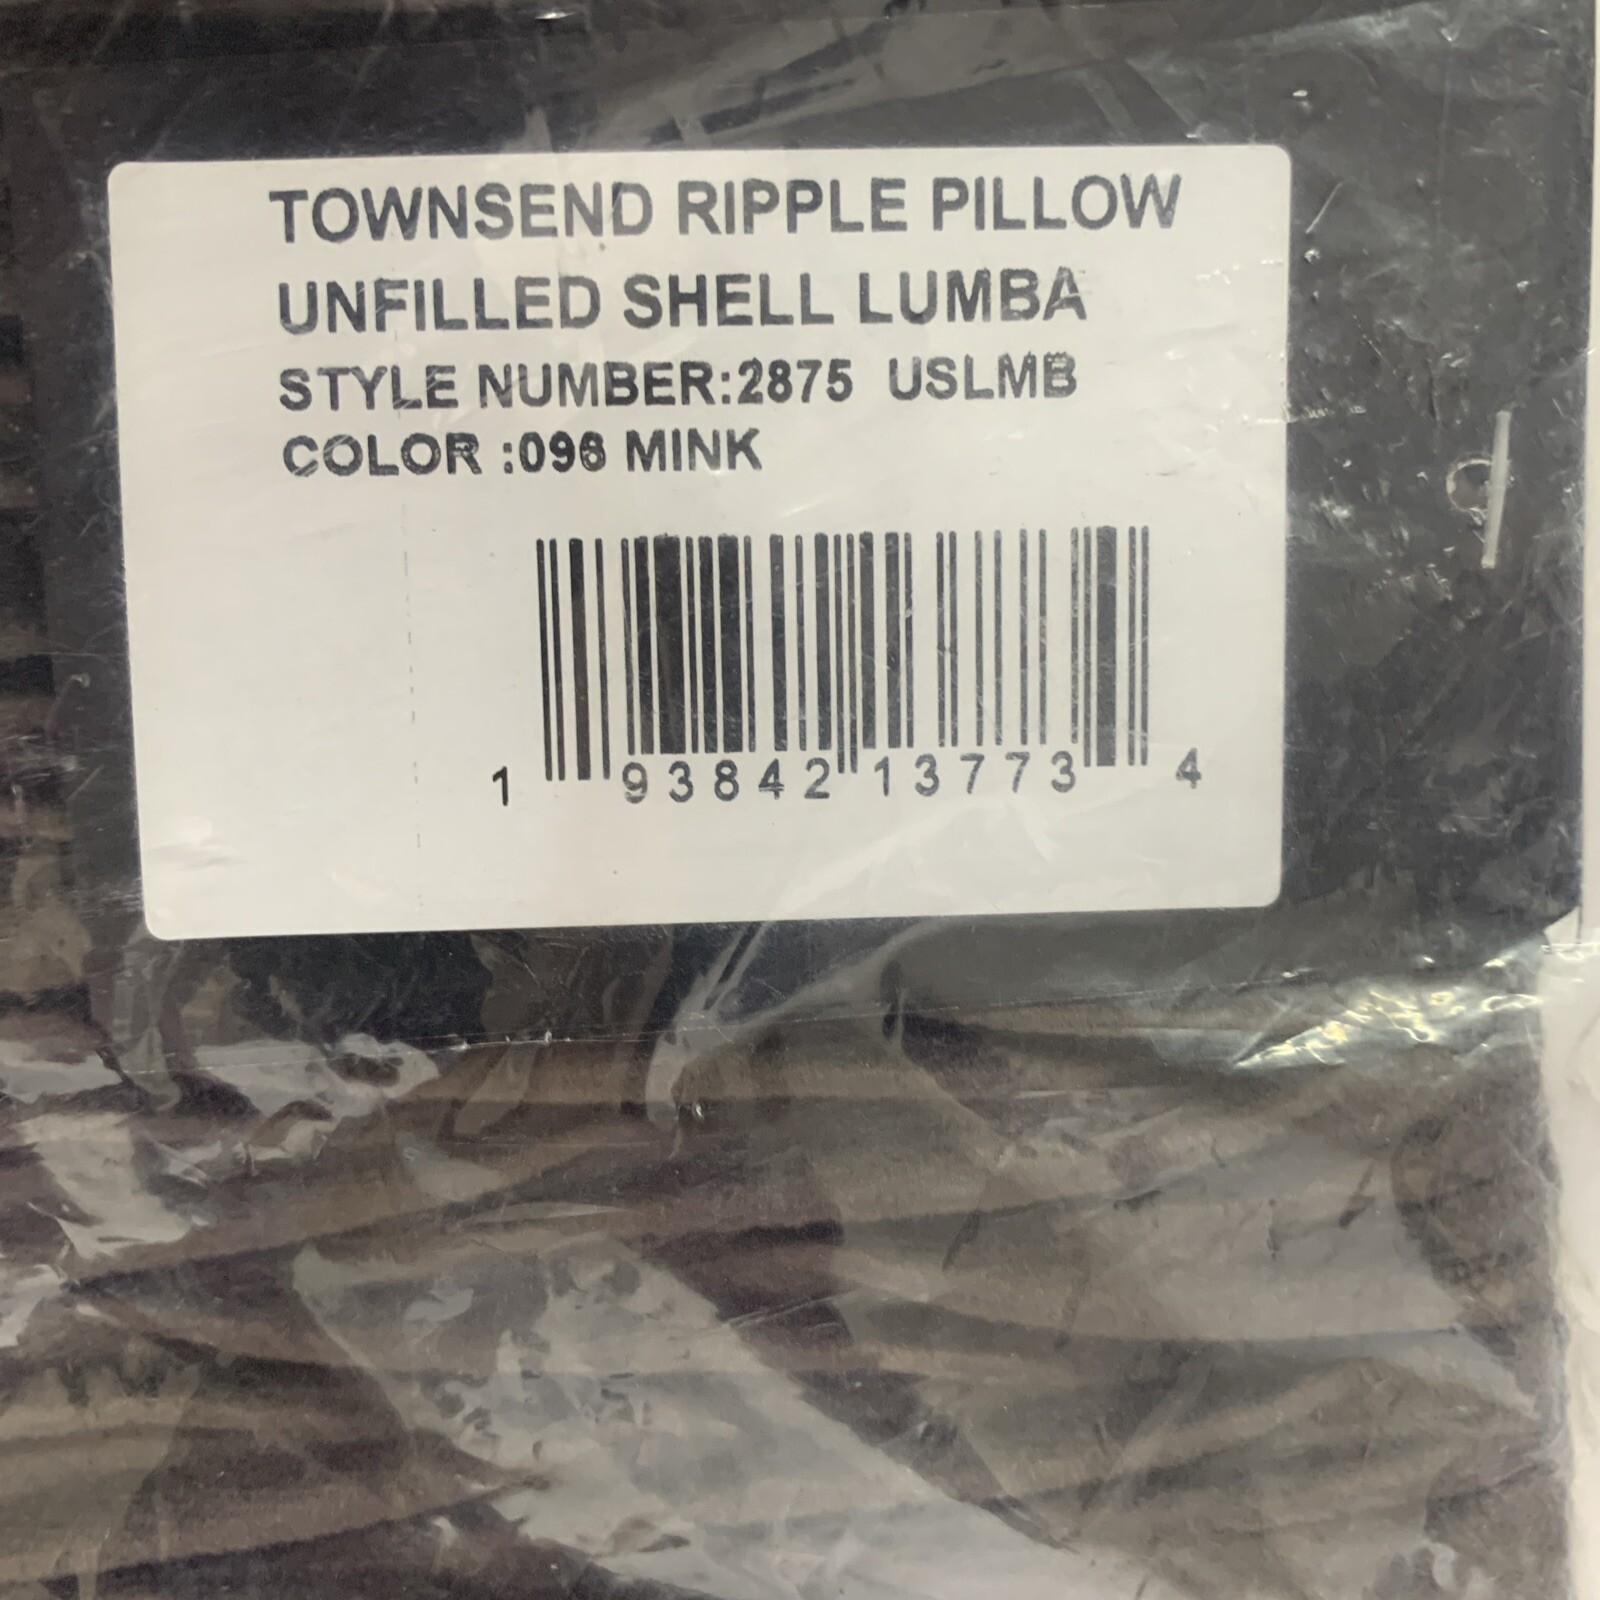 TOWNSEND RIPPLE PILLOW
UNFILLED SHELL LUMBA
STYLE NUMBER:2875 USLMB
COLOR :096 MINK
1 93842 13773 4